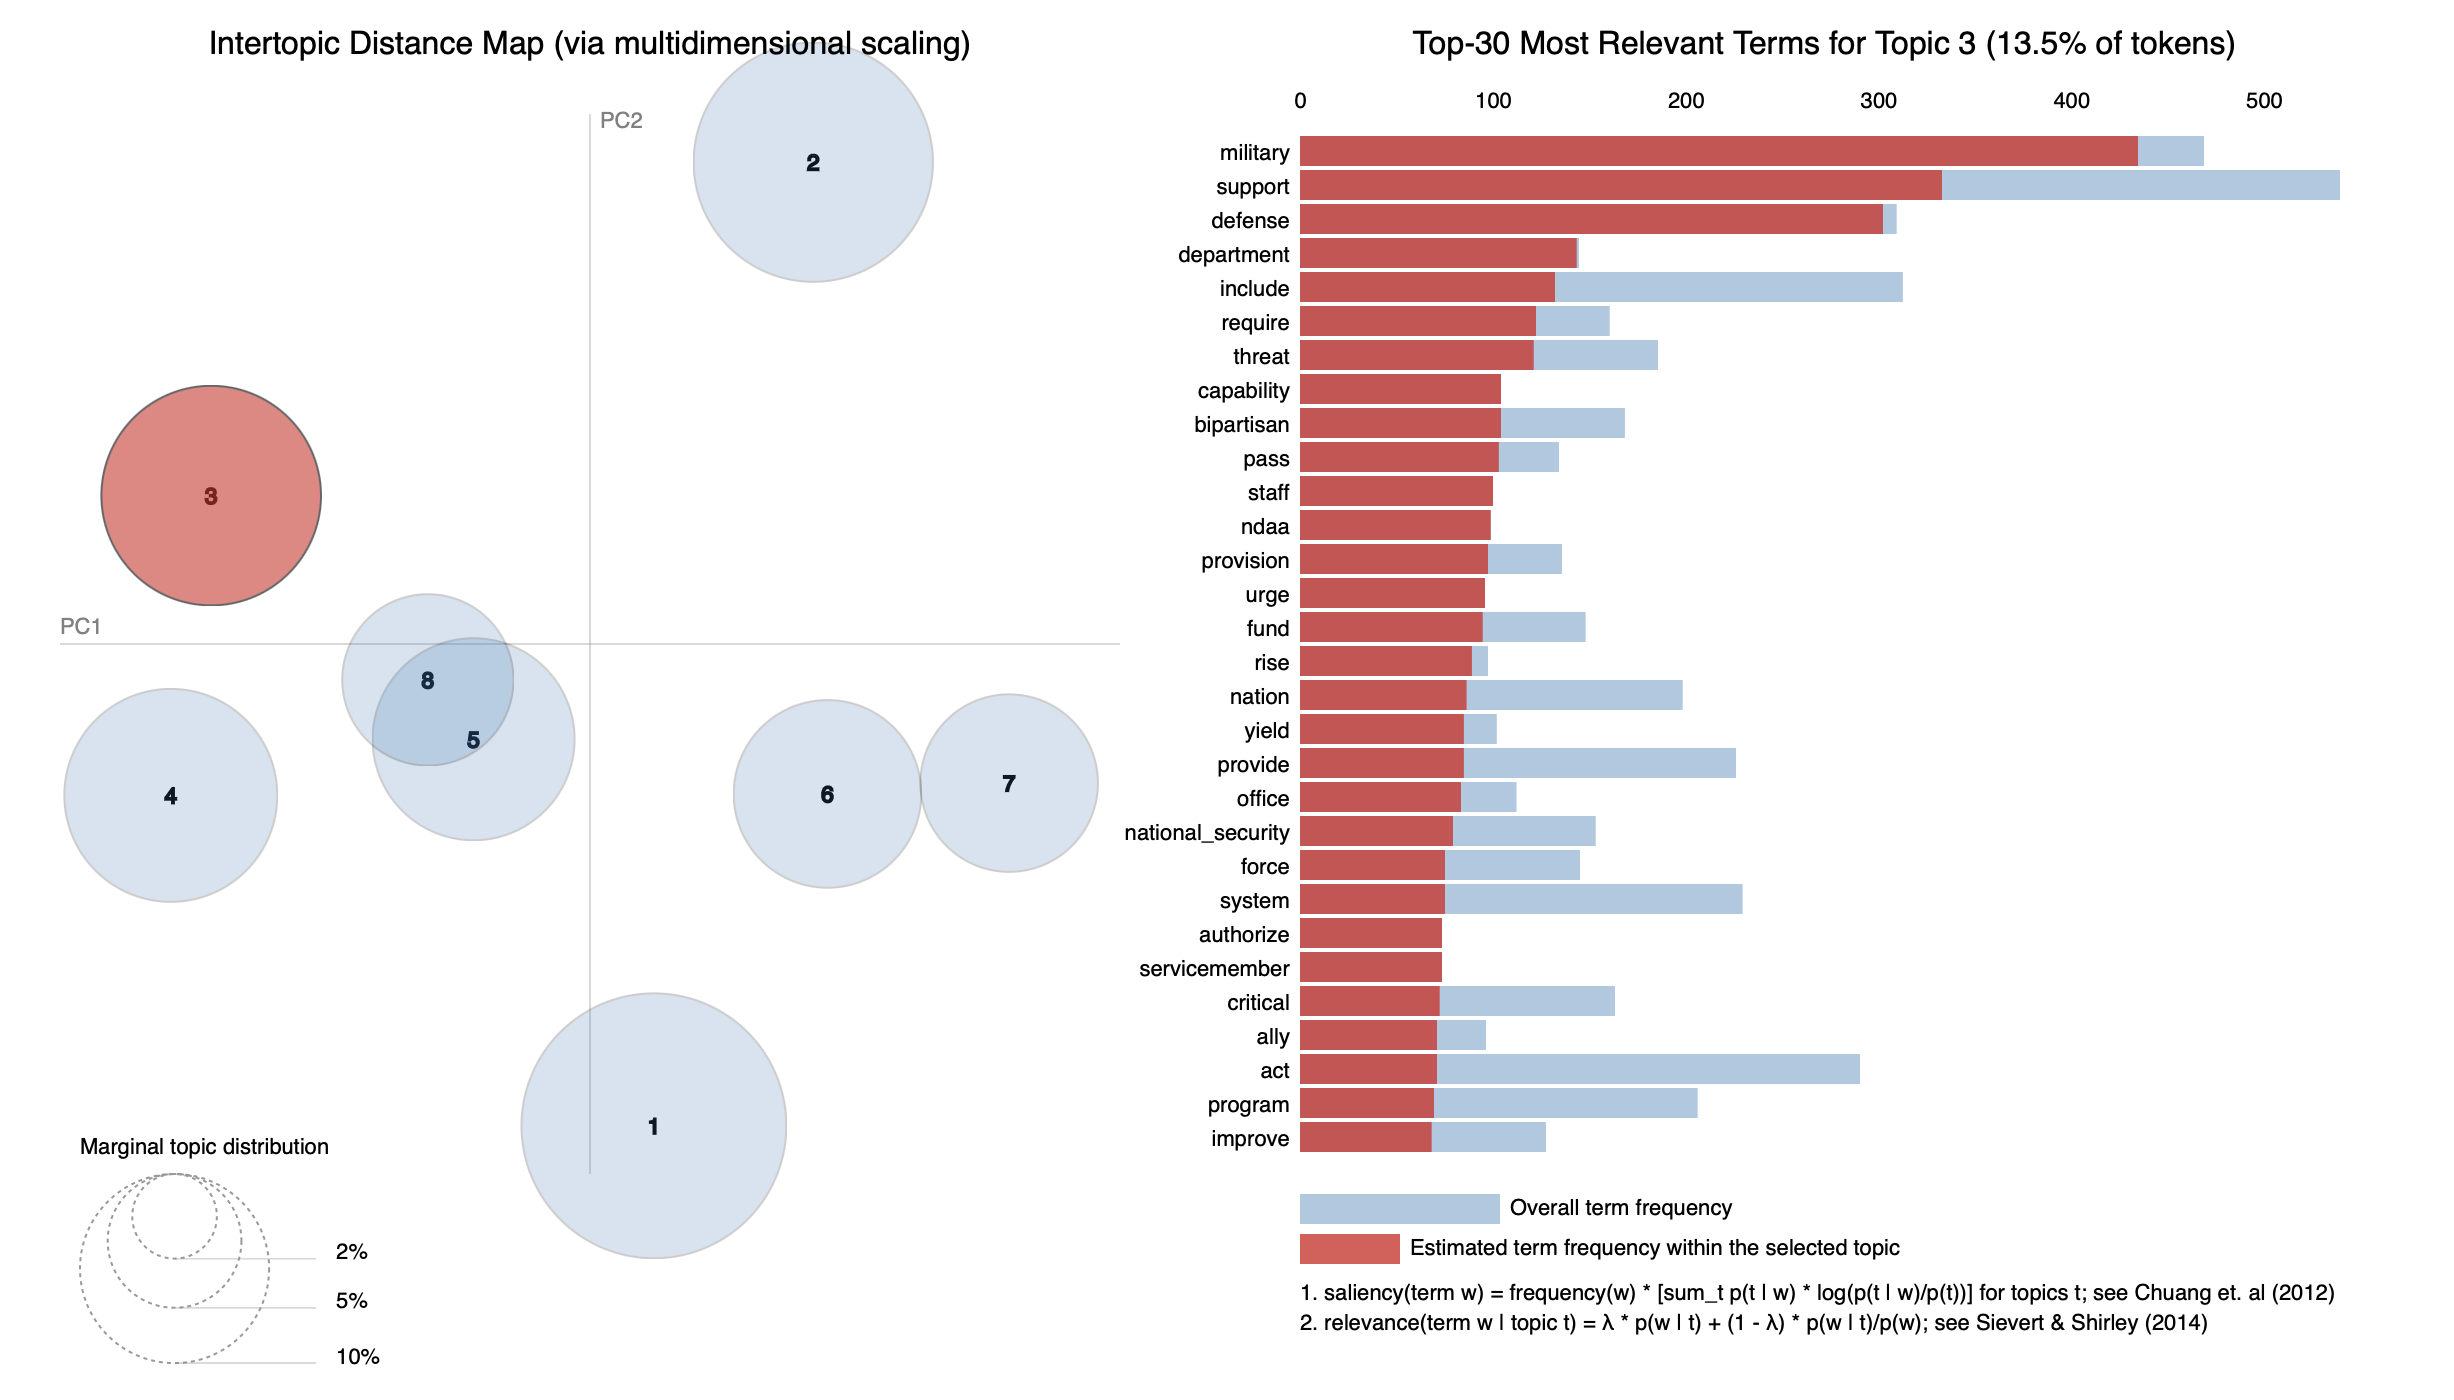 Intertopic Distance Map (via multidimensional scaling)
PC2
PC1
2
3
8
5
4
6
7
1
Marginal topic distribution
2%
5%
10%
Top-30 Most Relevant Terms for Topic 3 (13.5% of tokens)
0 100 200 300 400 500
military
support
defense
department
include
require
threat
capability
bipartisan
pass
staff
ndaa
provision
urge
fund
rise
nation
yield
provide
office
national_security
force
system
authorize
servicemember
critical
ally
act
program
improve
Overall term frequency
Estimated term frequency within the selected topic
1. saliency(term w) = frequency(w) * [sum_t p(t | w) * log(p(t | w)/p(t))] for topics t; see Chuang et. al (2012)
2. relevance(term w | topic t) = λ * p(w | t) + (1 - λ) * p(w | t)/p(w); see Sievert & Shirley (2014)